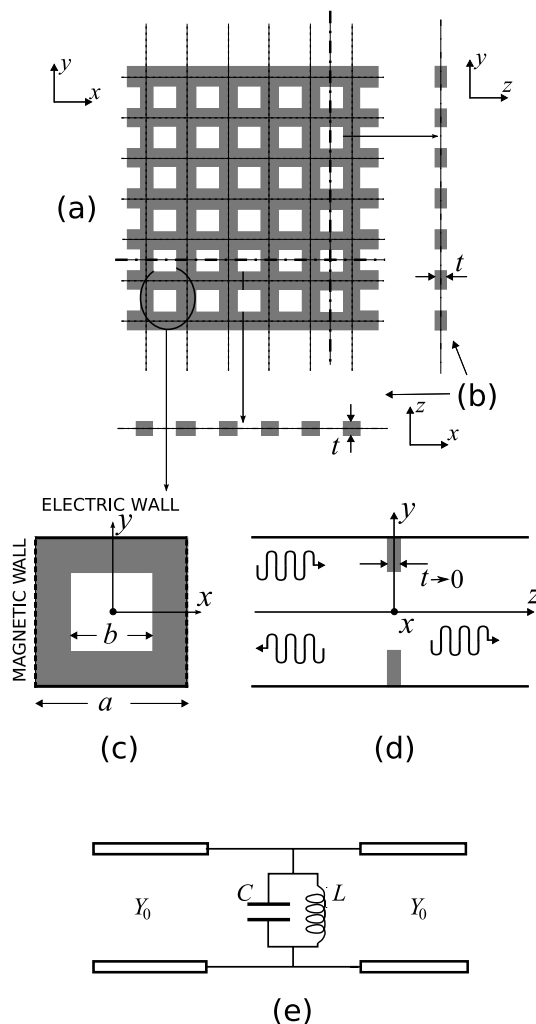 y
x
y
z
(a)
t
(b)
z
x
t
ELECTRIC WALL
MAGNETIC WALL
y
x
b
a
(c)
y
t→0
z
x
(d)
C
L
Y₀
Y₀
(e)